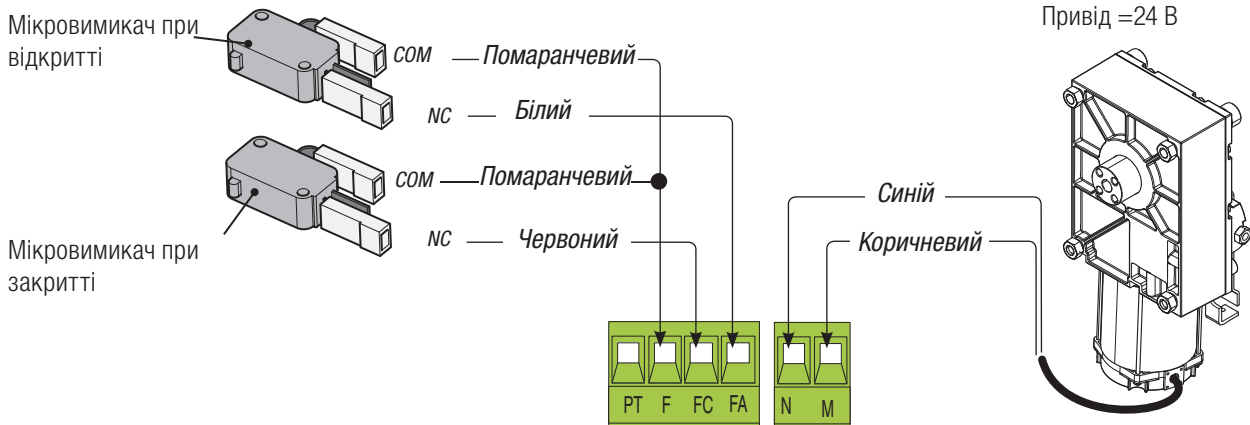 Мікровимикач при
відкритті
COM
Помаранчевий
NC
Білий
COM
Помаранчевий
NC
Червоний
Мікровимикач при
закритті
Привід =24 В
Синій
Коричневий
PT F FC FA
N M